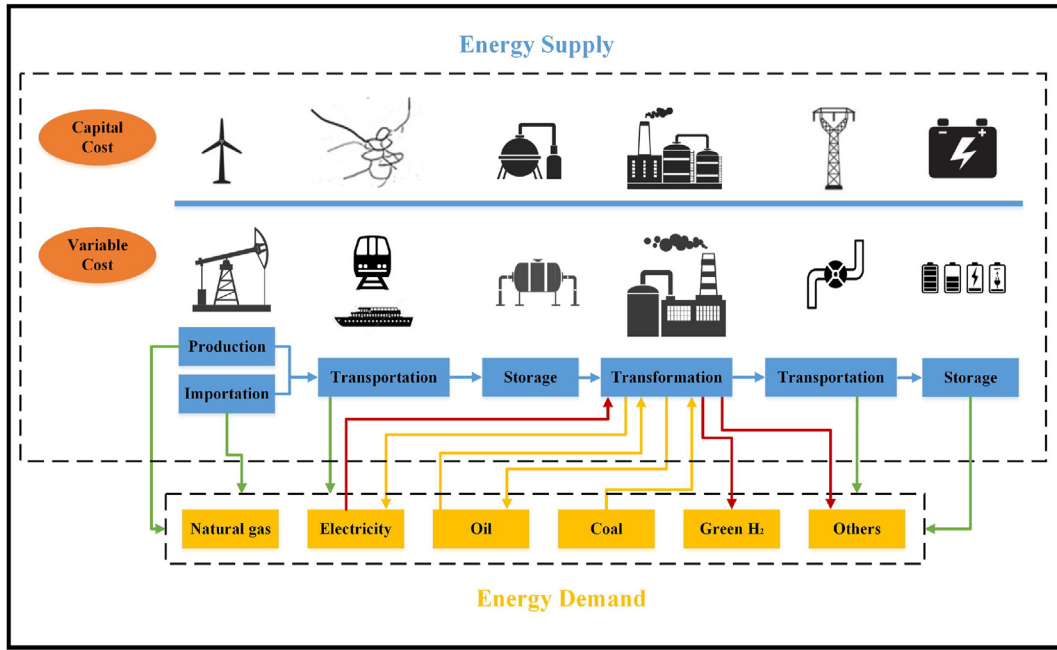 Energy Supply
Capital
Cost
Variable
Cost
Production
Importation
Transportation
Storage
Transformation
Transportation
Storage
Natural gas
Electricity
Oil
Coal
Green H₂
Others
Energy Demand